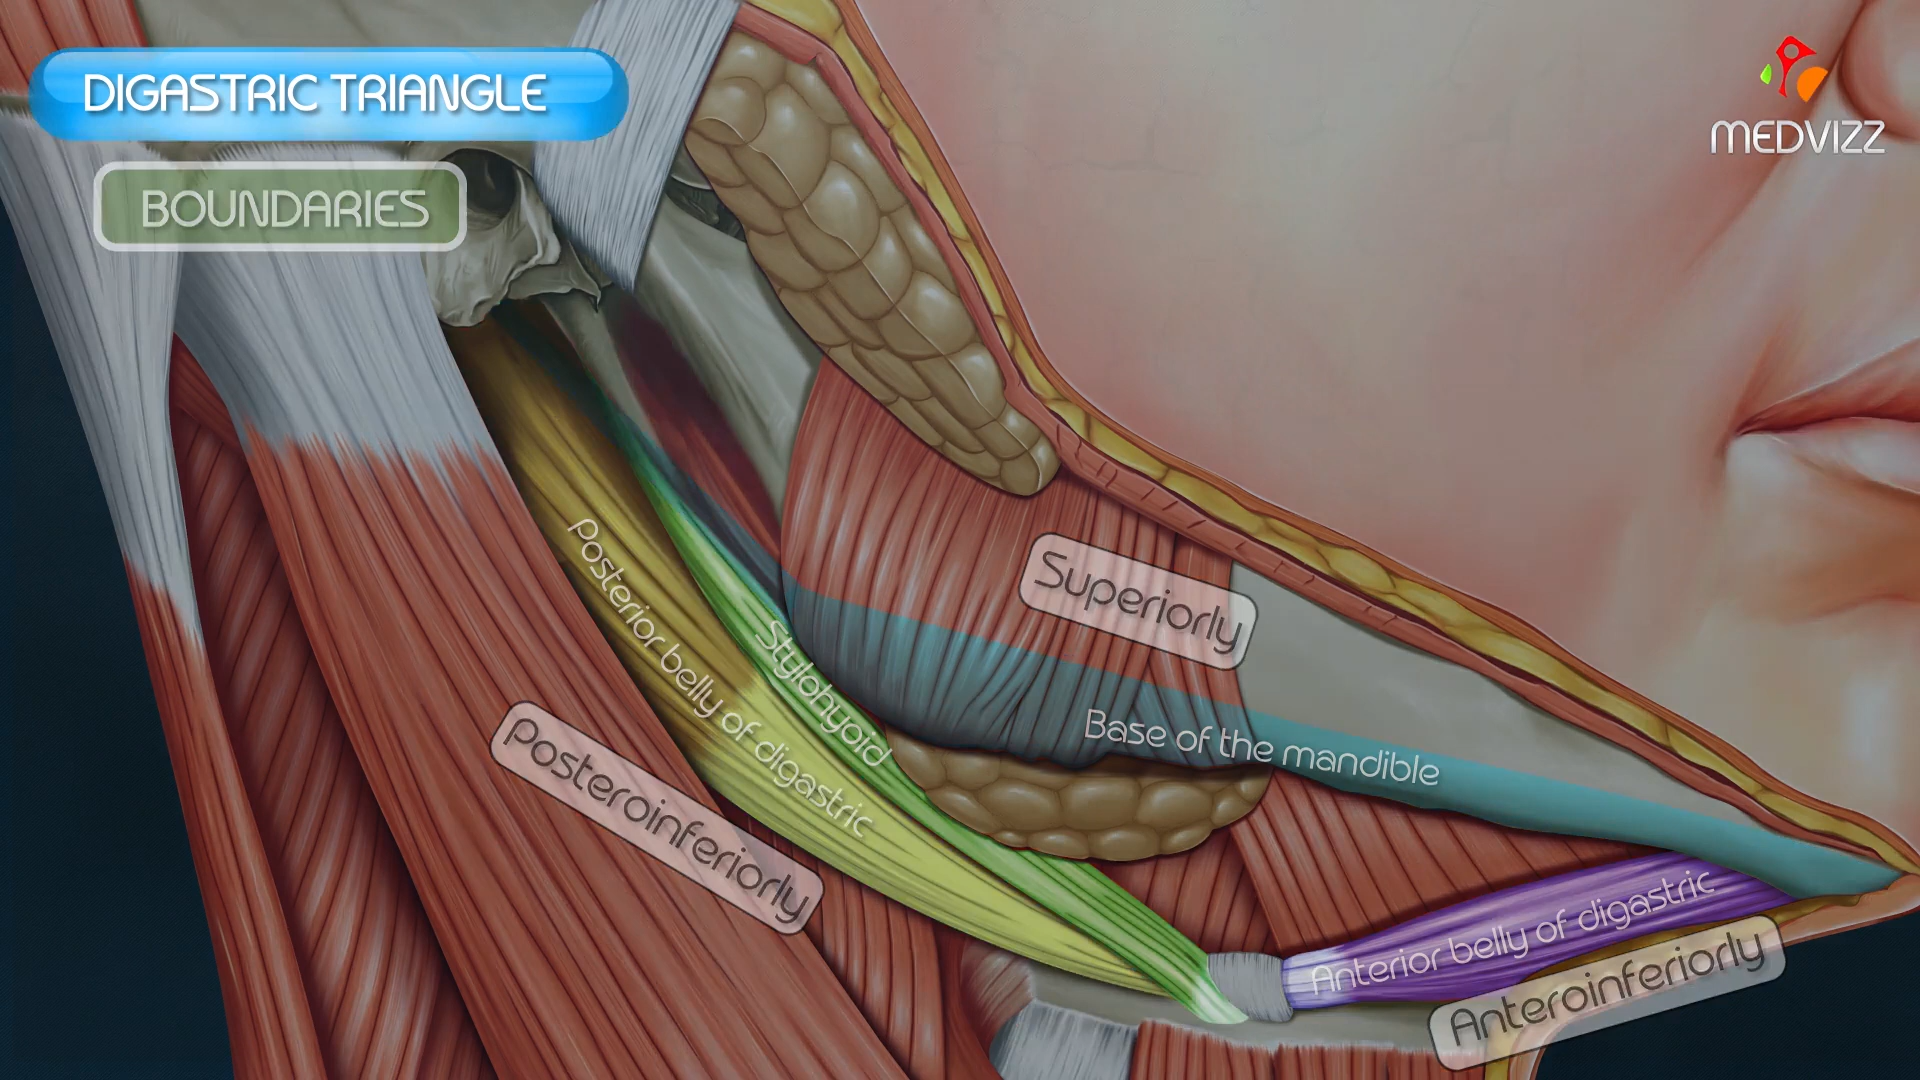 DIGASTRIC TRIANGLE
MEDVIZZ
BOUNDARIES
Superiorly
Base of the mandible
Stylohyoid
Posterior belly of digastric
Posteroinferiorly
Anterior belly of digastric
Anteroinferiorly